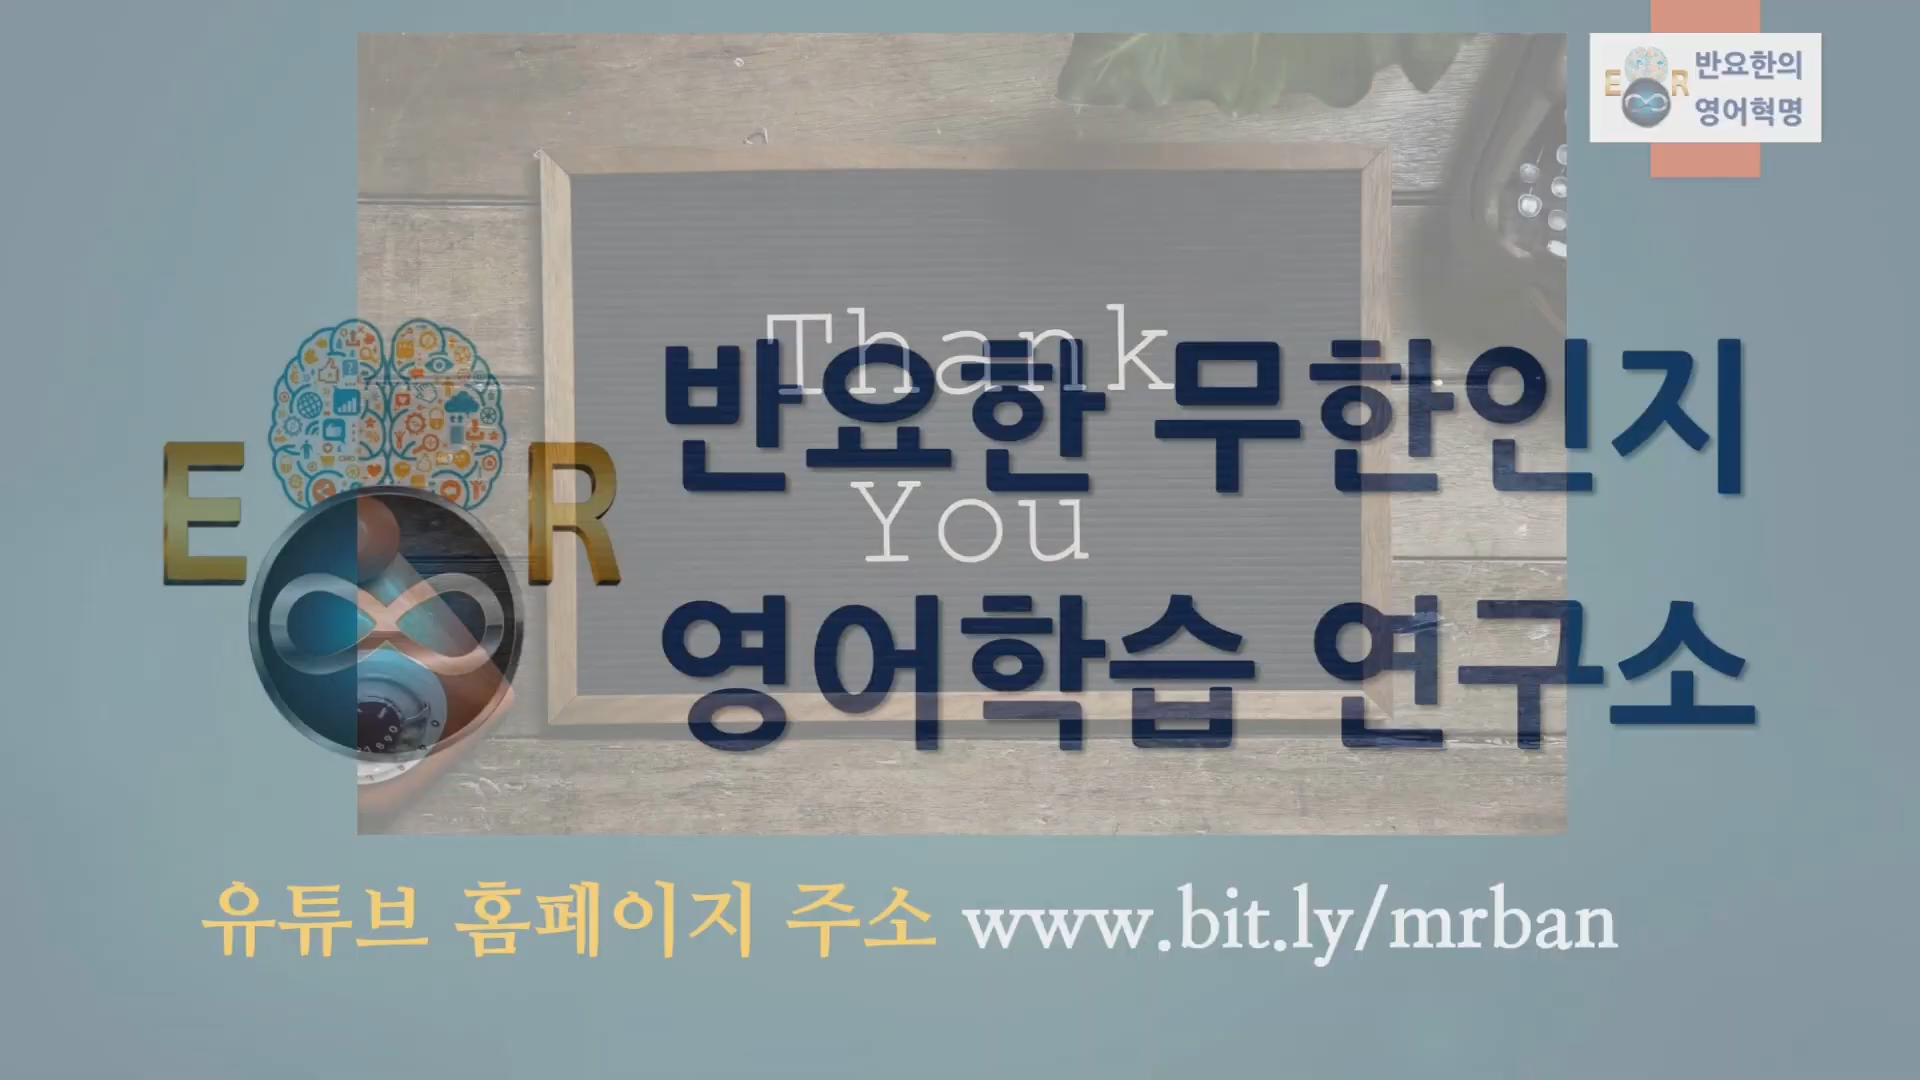 E R 반요한의
영어혁명
Thank
You
E R
반요한 무한인지
영어학습 연구소
유튜브 홈페이지 주소 www.bit.ly/mrban